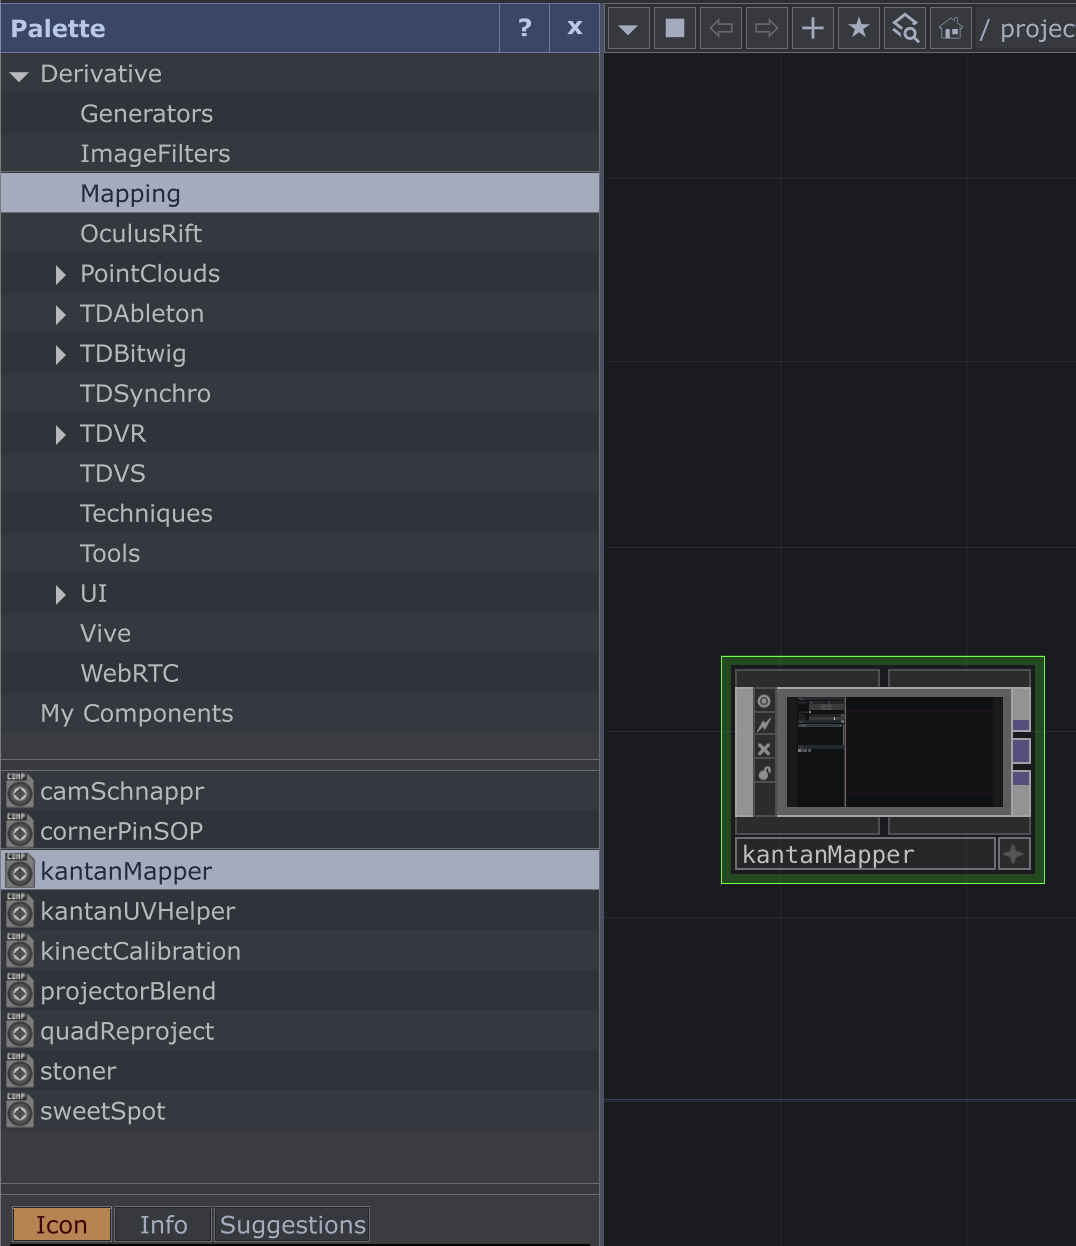 Palette ? x
/ projec
Derivative
Generators
ImageFilters
Mapping
OculusRift
PointClouds
TDAbleton
TDBitwig
TDSynchro
TDVR
TDVS
Techniques
Tools
UI
Vive
WebRTC
My Components
COMP camSchnappr
COMP cornerPinSOP
COMP kantanMapper
COMP kantanUVHelper
COMP kinectCalibration
COMP projectorBlend
COMP quadReproject
COMP stoner
COMP sweetSpot
Icon Info Suggestions
kantanMapper